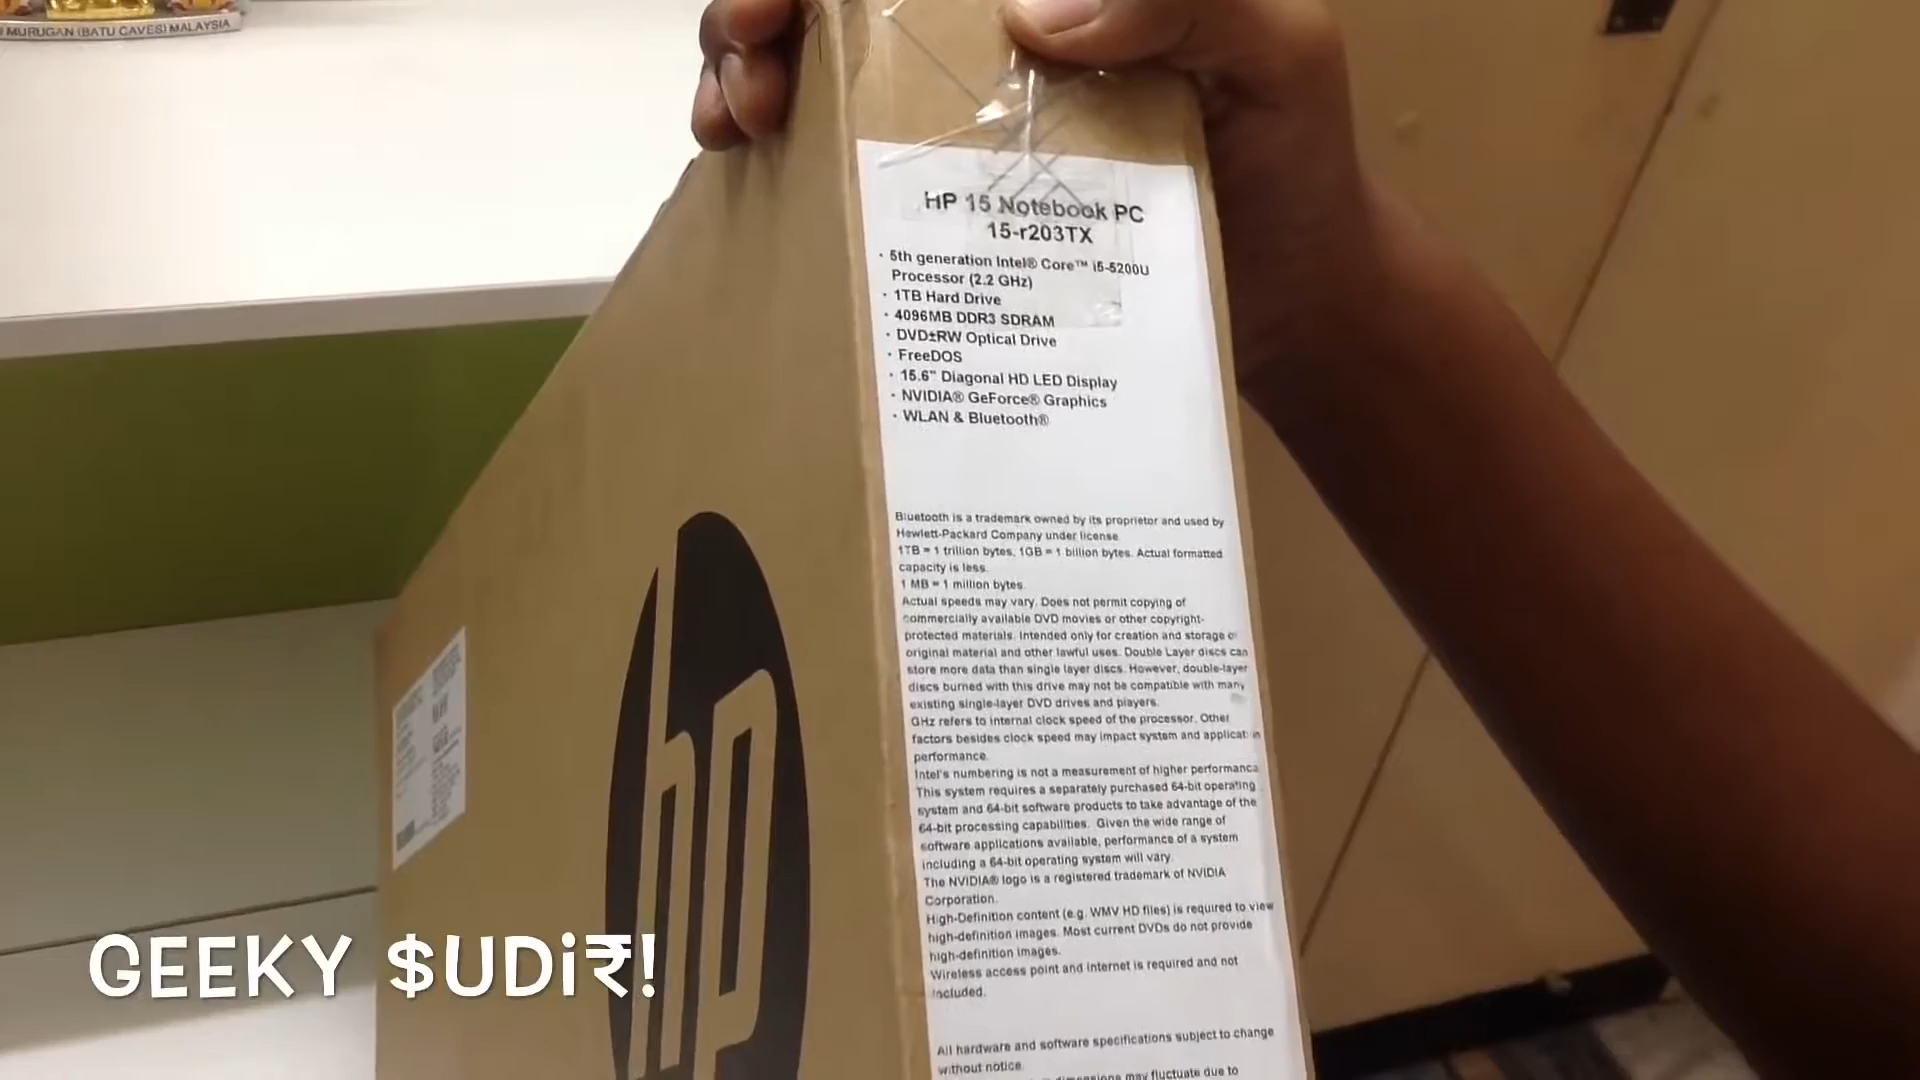 MURUGAN (BATU CAVES) MALAYSIA
HP 15 Notebook PC
15-r203TX
· 5th generation Intel® Core™ i5-5200U
Processor (2.2 GHz)
· 1TB Hard Drive
· 4096MB DDR3 SDRAM
· DVD±RW Optical Drive
· FreeDOS
· 15.6" Diagonal HD LED Display
· NVIDIA® GeForce® Graphics
· WLAN & Bluetooth®
Bluetooth is a trademark owned by its proprietor and used by
Hewlett-Packard Company under license.
1TB = 1 trillion bytes, 1GB = 1 billion bytes. Actual formatted
capacity is less.
1 MB = 1 million bytes.
Actual speeds may vary. Does not permit copying of
commercially available DVD movies or other copyright-
protected materials. Intended only for creation and storage o
original material and other lawful uses. Double Layer discs can
store more data than single layer discs. However, double-layer
discs burned with this drive may not be compatible with many
existing single-layer DVD drives and players.
GHz refers to internal clock speed of the processor. Other
factors besides clock speed may impact system and application
performance.
Intel's numbering is not a measurement of higher performance
This system requires a separately purchased 64-bit operating
system and 64-bit software products to take advantage of the
64-bit processing capabilities. Given the wide range of
software applications available, performance of a system
including a 64-bit operating system will vary.
The NVIDIA® logo is a registered trademark of NVIDIA
Corporation.
High-Definition content (e.g. WMV HD files) is required to view
high-definition images. Most current DVDs do not provide
high-definition images.
Wireless access point and internet is required and not
included.
All hardware and software specifications subject to change
without notice.
dimensions may fluctuate due to
hp
GEEKY $UDiR!